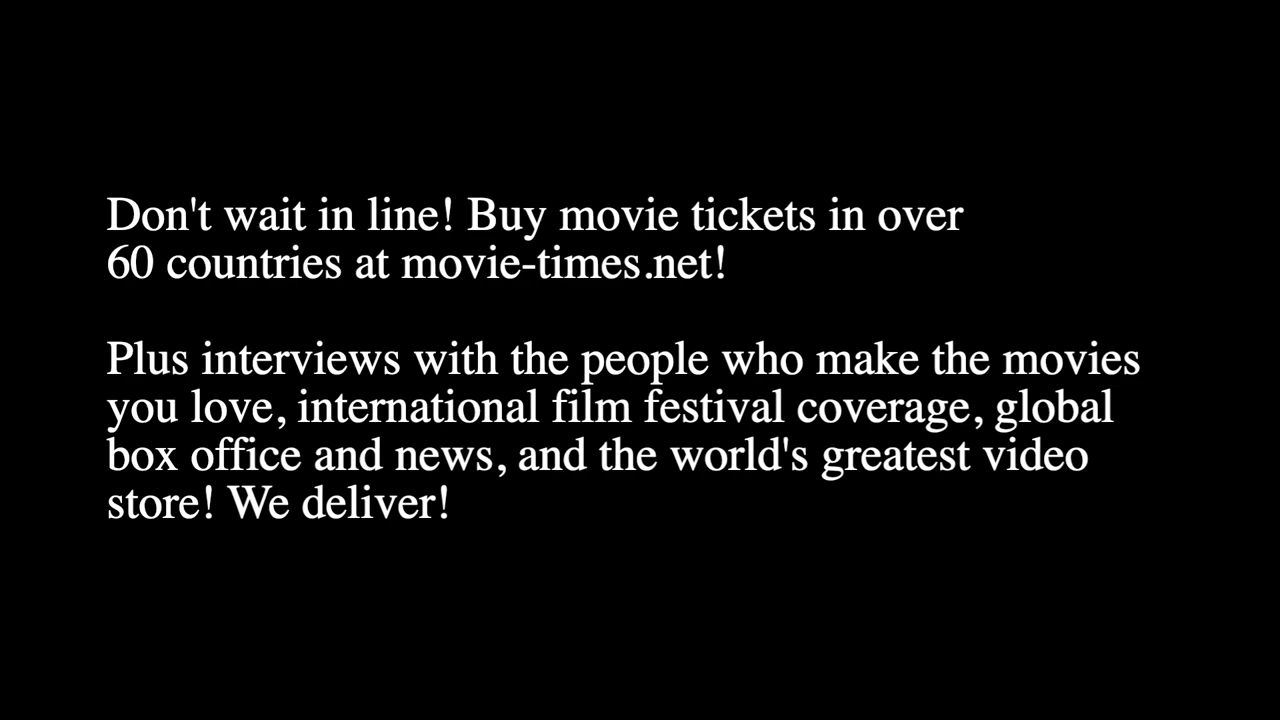 Don't wait in line! Buy movie tickets in over
60 countries at movie-times.net!
Plus interviews with the people who make the movies
you love, international film festival coverage, global
box office and news, and the world's greatest video
store! We deliver!